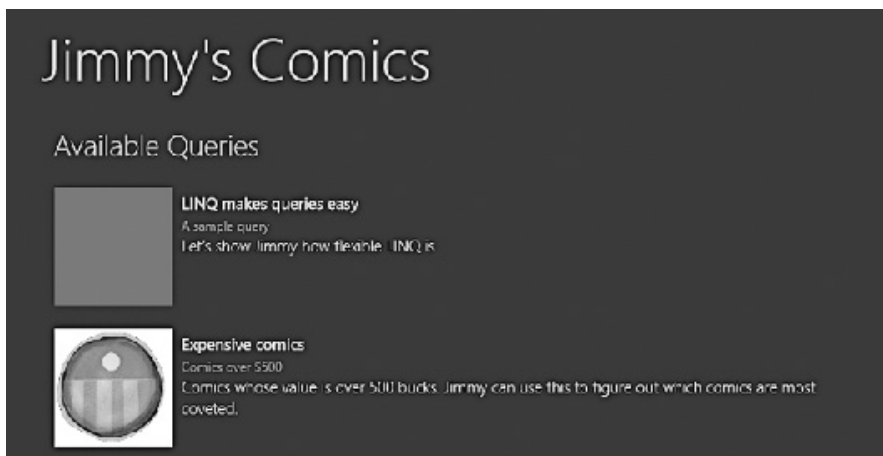 Jimmy's Comics
Available Queries
LINQ makes queries easy
A sample query
Let's show Jimmy how flexible LINQ is
Expensive comics
Comics over $500
Comics whose value is over 500 bucks. Jimmy can use this to figure out which comics are most
coveted.